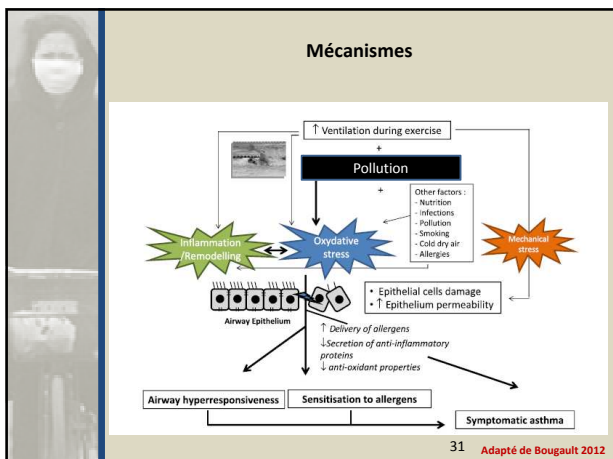 Mécanismes
↑ Ventilation during exercise
+
Pollution
+
Other factors :
- Nutrition
- Infections
- Pollution
- Smoking
- Cold dry air
- Allergies
Inflammation
/Remodelling
Oxydative
stress
Mechanical
stress
• Epithelial cells damage
• ↑ Epithelium permeability
Airway Epithelium
↑ Delivery of allergens
↓Secretion of anti-inflammatory
proteins
↓ anti-oxidant properties
Airway hyperresponsiveness
Sensitisation to allergens
Symptomatic asthma
31
Adapté de Bougault 2012